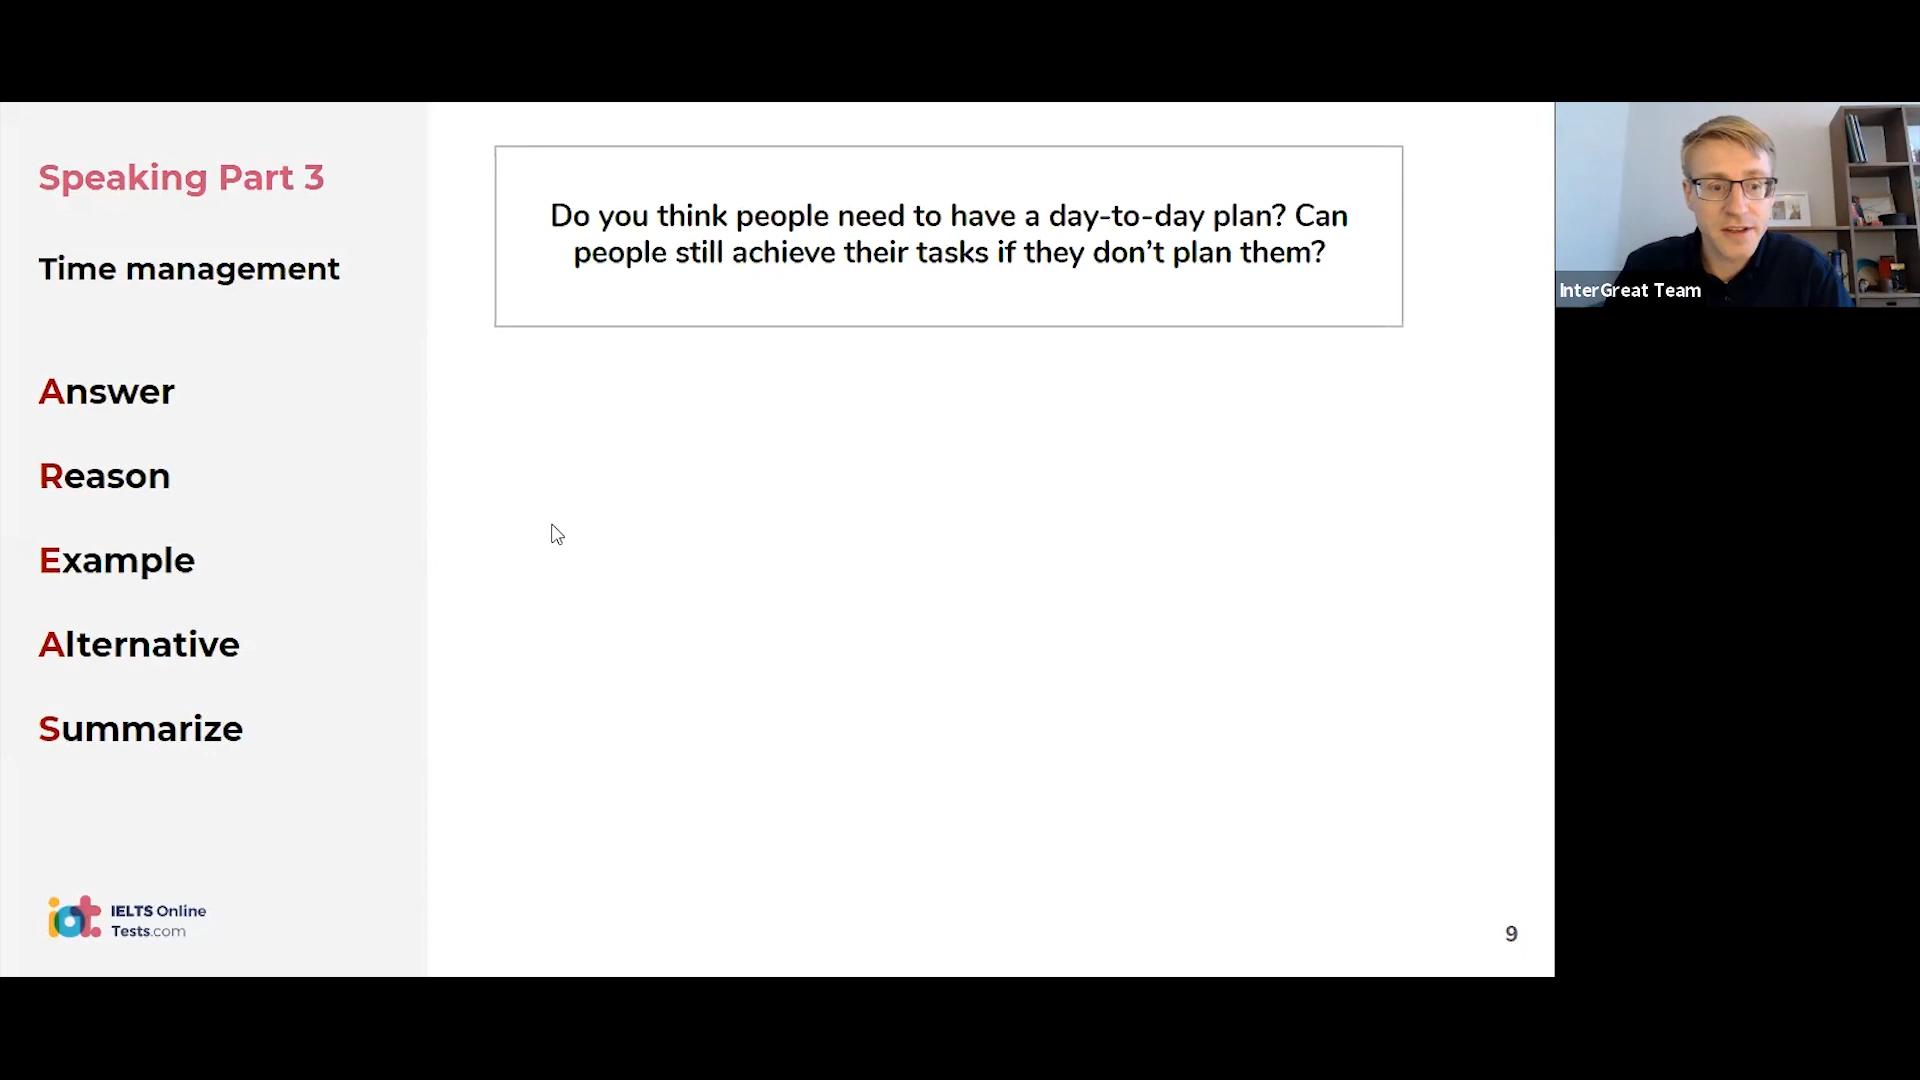 Speaking Part 3
Time management
Answer
Reason
Example
Alternative
Summarize
iot IELTS Online
Tests.com
Do you think people need to have a day-to-day plan? Can
people still achieve their tasks if they don’t plan them?
9
InterGreat Team